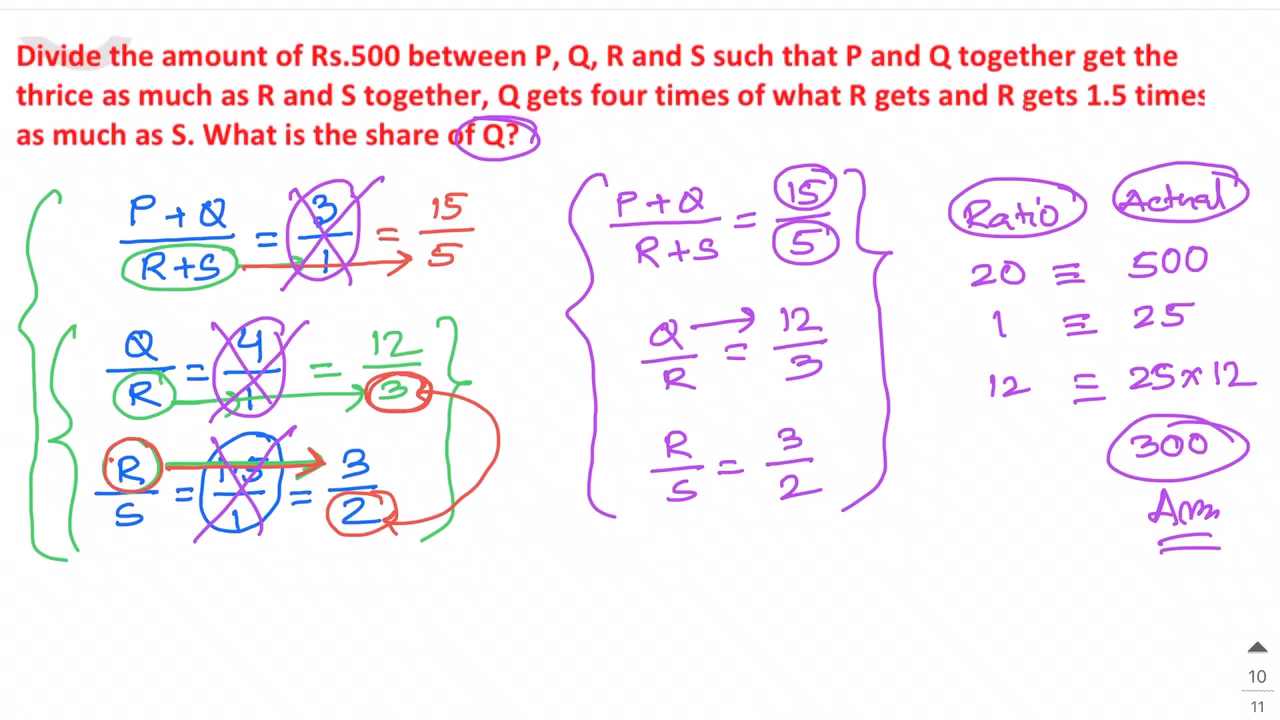 Divide the amount of Rs.500 between P, Q, R and S such that P and Q together get the
thrice as much as R and S together, Q gets four times of what R gets and R gets 1.5 times
as much as S. What is the share of Q?
P + Q / R + S = 3 / 1 = 15 / 5
Q / R = 4 / 1 = 12 / 3
R / S = 1.5 / 1 = 3 / 2
P + Q / R + S = 15 / 5
Q / R = 12 / 3
R / S = 3 / 2
Ratio Actual
20 ≡ 500
1 ≡ 25
12 ≡ 25 × 12
300
Ans
10
11